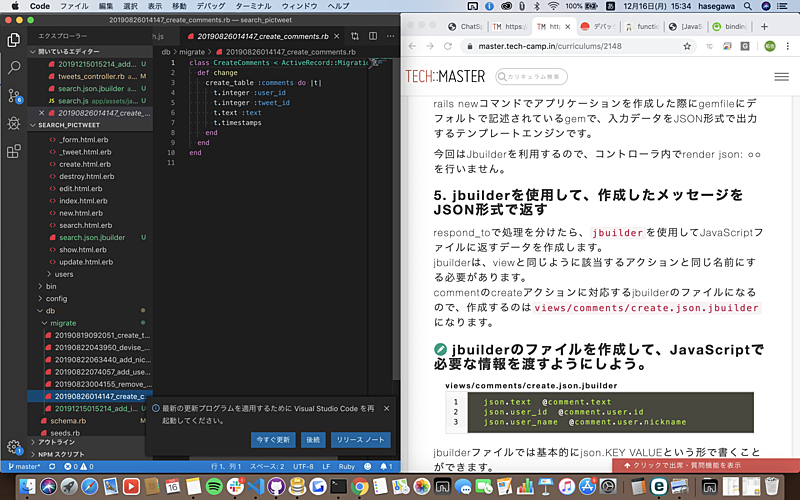 Code ファイル 編集 選択 表示 移動 デバッグ ターミナル ウィンドウ ヘルプ
100% 12月16日(月) 15:34 hasegawa
20190826014147_create_comments.rb — search_pictweet
エクスプローラー
h.js
20190826014147_create_comments.rb
開いているエディター
20191215015214_add... U
tweets_controller.rb app... M
search.json.jbuilder U
search.js app/assets/ja...
20190826014147_create_...
SEARCH_PICTWEET
_form.html.erb
_tweet.html.erb
create.html.erb
destroy.html.erb
edit.html.erb
index.html.erb
new.html.erb
search.html.erb
search.json.jbuilder U
show.html.erb
update.html.erb
users
bin
config
db
migrate
20190819092051_create_t...
20190822043950_devise_...
20190822063440_add_nic...
20190822074057_add_use...
20190823004155_remove_...
20190826014147_create_c...
20191215015214_add_i... U
schema.rb
seeds.rb
アウトライン
NPM スクリプト
db › migrate › 20190826014147_create_comments.rb
1 class CreateComments < ActiveRecord::Migrati
2 def change
3 create_table :comments do |t|
4 t.integer :user_id
5 t.integer :tweet_id
6 t.text :text
7 t.timestamps
8 end
9 end
10 end
11
最新の更新プログラムを適用するために Visual Studio Code を再
起動してください。
今すぐ更新 後続 リリース ノート
master* 0 0 行 1、列 1 スペース: 2 UTF-8 LF Ruby 1
ChatSp
https:/
http
デバッグ
functio
binding
master.tech-camp.in/curriculums/2148
TECH::MASTER
カリキュラム検索
rails newコマンドでアプリケーションを作成した際にgemfileにデ
フォルトで記述されているgemで、入力データをJSON形式で出力
するテンプレートエンジンです。
今回はJbuilderを利用するので、コントローラ内でrender json: ○○
を行いません。
5. jbuilderを使用して、作成したメッセージを
JSON形式で返す
respond_toで処理を分けたら、jbuilderを使用してJavaScriptフ
ァイルに返すデータを作成します。
jbuilderは、viewと同じように該当するアクションと同じ名前にす
る必要があります。
commentのcreateアクションに対応するjbuilderのファイルになる
ので、作成するのはviews/comments/create.json.jbuilder
になります。
jbuilderのファイルを作成して、JavaScriptで
必要な情報を渡すようにしよう。
views/comments/create.json.jbuilder
1 json.text @comment.text
2 json.user_id @comment.user.id
3 json.user_name @comment.user.nickname
jbuilderファイルでは基本的にjson.KEY VALUEという形で書くこと
ができます。
クリックで出席・質問機能を表示